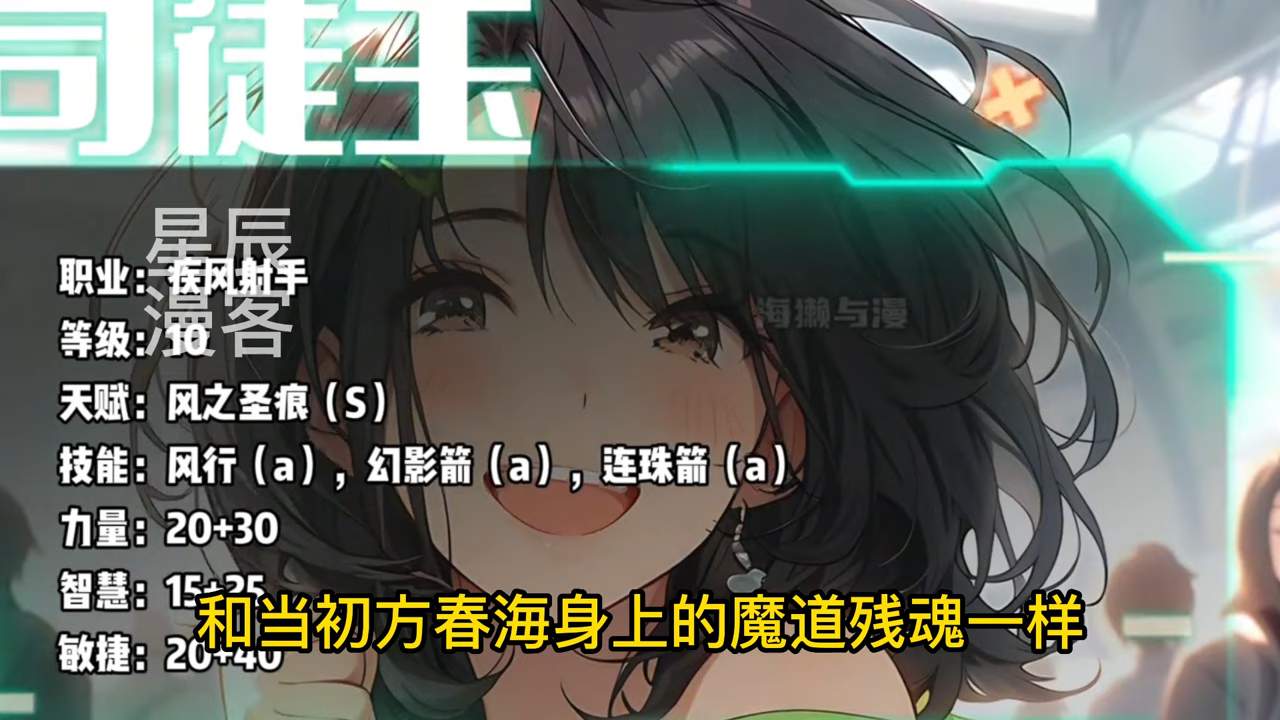 司徒玉
星辰
漫客
职业：疾风射手
等级：10
海獭与漫
天赋：风之圣痕（S）
技能：风行（a），幻影箭（a），连珠箭（a）
力量：20+30
智慧：15+25
和当初方春海身上的魔道残魂一样
敏捷：20+40